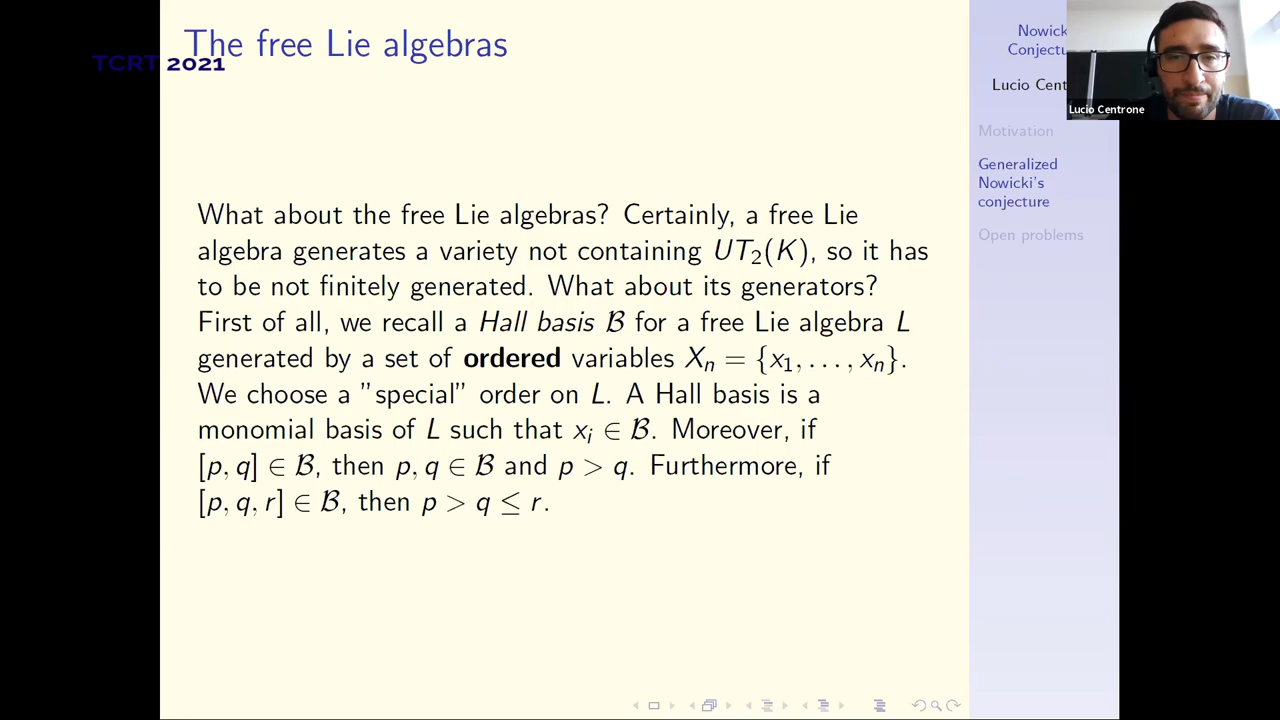 The free Lie algebras
TCRT 2021
What about the free Lie algebras? Certainly, a free Lie
algebra generates a variety not containing UT₂(K), so it has
to be not finitely generated. What about its generators?
First of all, we recall a Hall basis ℬ for a free Lie algebra L
generated by a set of ordered variables Xₙ = {x₁, . . . , xₙ}.
We choose a ”special” order on L. A Hall basis is a
monomial basis of L such that xᵢ ∈ ℬ. Moreover, if
[p, q] ∈ ℬ, then p, q ∈ ℬ and p > q. Furthermore, if
[p, q, r] ∈ ℬ, then p > q ≤ r.
Nowick
Conjectu
Lucio Cent
Motivation
Generalized
Nowicki's
conjecture
Open problems
Lucio Centrone